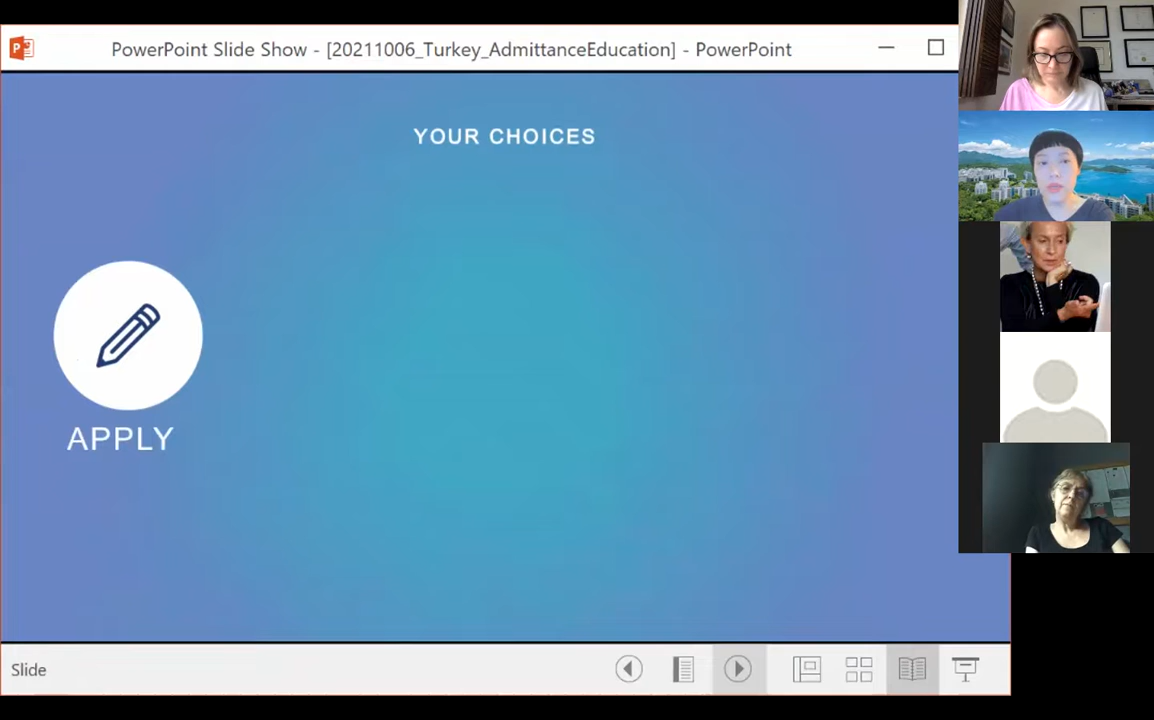 PowerPoint Slide Show - [20211006_Turkey_AdmittanceEducation] - PowerPoint
YOUR CHOICES
APPLY
Slide